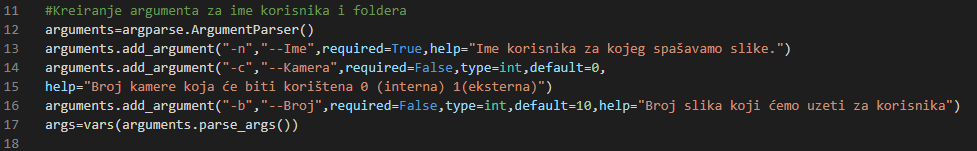 11 #Kreiranje argumenta za ime korisnika i foldera
12 arguments=argparse.ArgumentParser()
13 arguments.add_argument("-n","--Ime",required=True,help="Ime korisnika za kojeg spašavamo slike.")
14 arguments.add_argument("-c","--Kamera",required=False,type=int,default=0,
15 help="Broj kamere koja će biti korištena 0 (interna) 1(eksterna)")
16 arguments.add_argument("-b","--Broj",required=False,type=int,default=10,help="Broj slika koji ćemo uzeti za korisnika")
17 args=vars(arguments.parse_args())
18